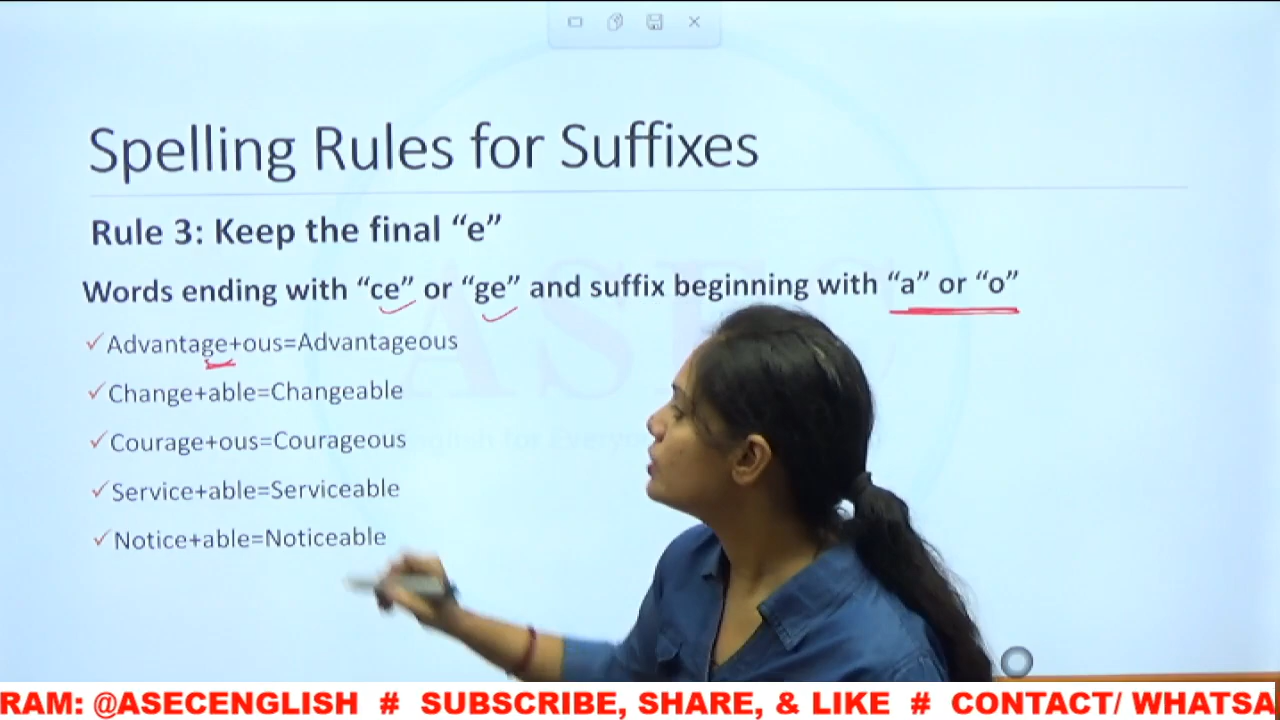 Spelling Rules for Suffixes
Rule 3: Keep the final “e”
Words ending with “ce” or “ge” and suffix beginning with “a” or “o”
✓Advantage+ous=Advantageous
✓Change+able=Changeable
✓Courage+ous=Courageous
✓Service+able=Serviceable
✓Notice+able=Noticeable
RAM: @ASECENGLISH # SUBSCRIBE, SHARE, & LIKE # CONTACT/ WHATSA